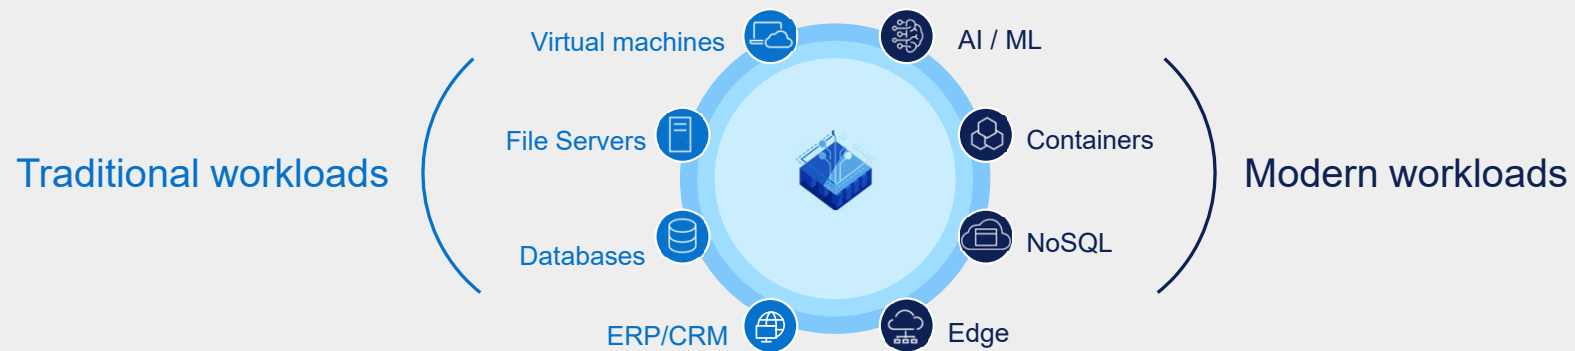 Traditional workloads
Virtual machines
File Servers
Databases
ERP/CRM
AI / ML
Containers
NoSQL
Edge
Modern workloads